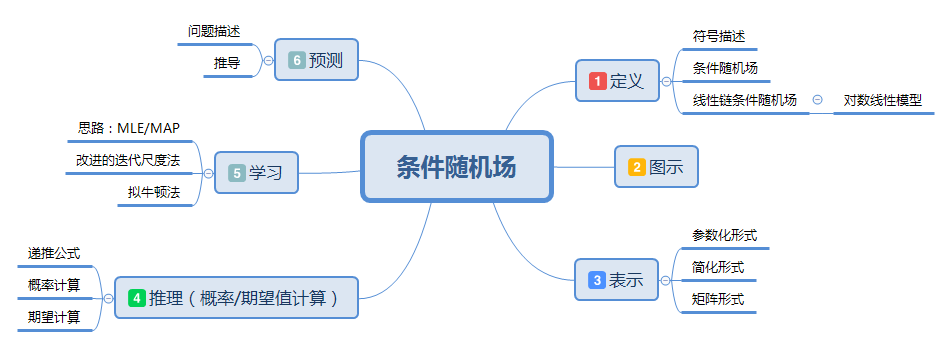 条件随机场
1 定义
符号描述
条件随机场
线性链条件随机场
对数线性模型
2 图示
3 表示
参数化形式
简化形式
矩阵形式
4 推理（概率/期望值计算）
递推公式
概率计算
期望计算
5 学习
思路：MLE/MAP
改进的迭代尺度法
拟牛顿法
6 预测
问题描述
推导